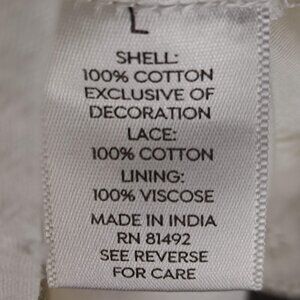 L
SHELL:
100% COTTON
EXCLUSIVE OF
DECORATION
LACE:
100% COTTON
LINING:
100% VISCOSE
MADE IN INDIA
RN 81492
SEE REVERSE
FOR CARE